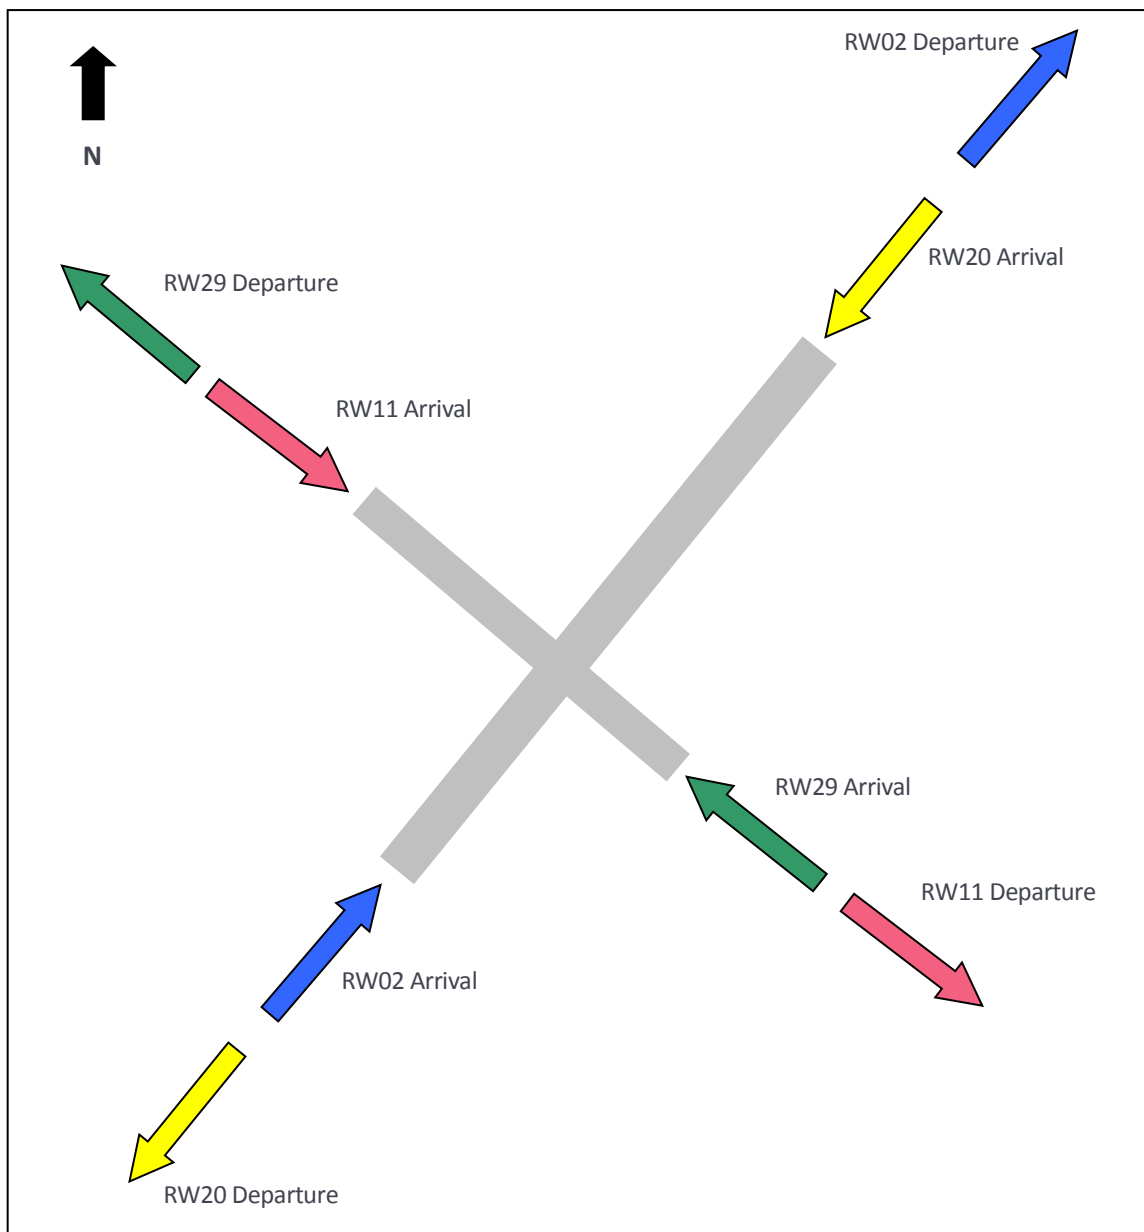 RW02 Departure
N
RW20 Arrival
RW29 Departure
RW11 Arrival
RW29 Arrival
RW11 Departure
RW02 Arrival
RW20 Departure